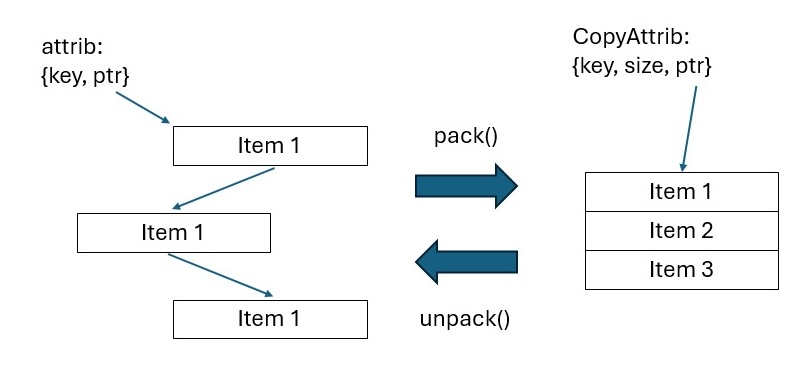 attrib:
{key, ptr}
Item 1
Item 1
Item 1
pack()
unpack()
CopyAttrib:
{key, size, ptr}
Item 1
Item 2
Item 3